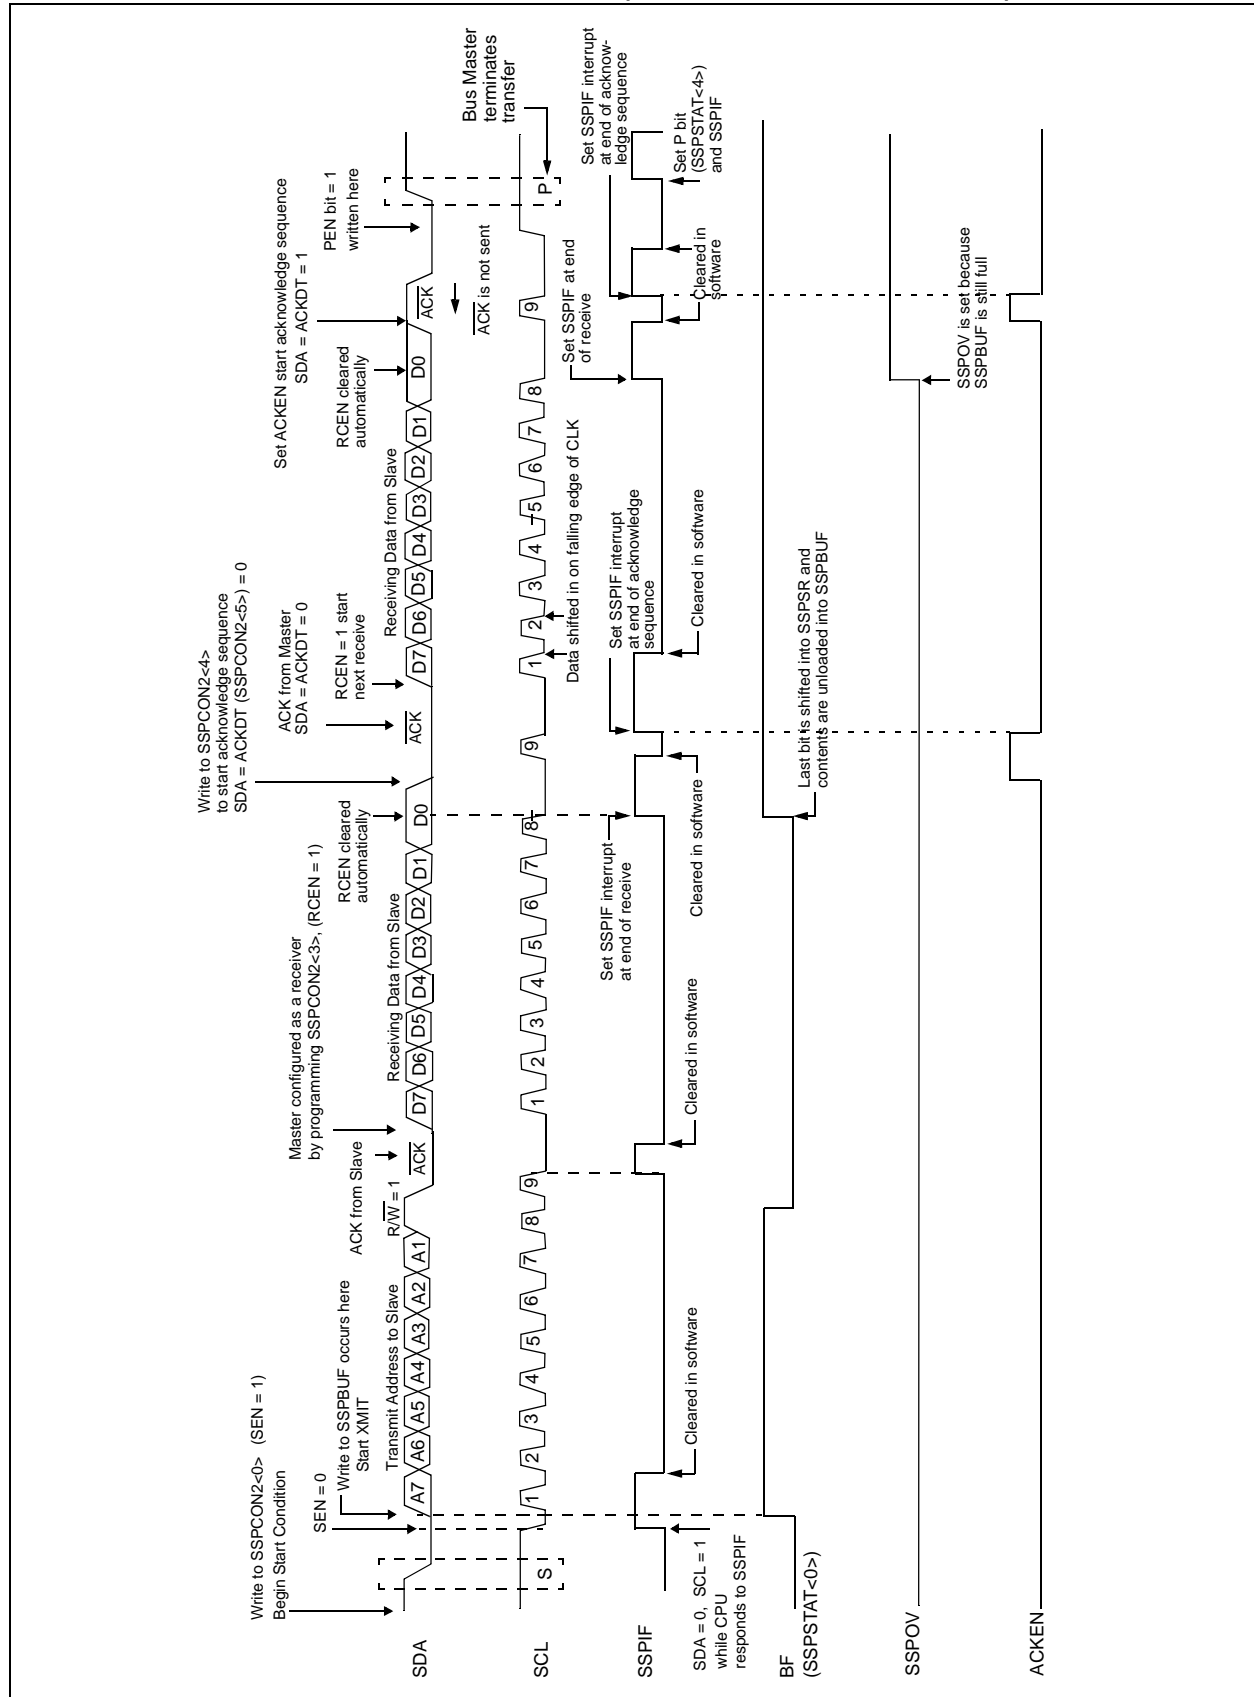 Write to SSPCON2<0> (SEN = 1)
Begin Start Condition
SEN = 0
Write to SSPBUF occurs here
Start XMIT
Transmit Address to Slave
ACK from Slave
R/W = 1
Master configured as a receiver
by programming SSPCON2<3>, (RCEN = 1)
Receiving Data from Slave
RCEN cleared
automatically
Write to SSPCON2<4>
to start acknowledge sequence
SDA = ACKDT (SSPCON2<5>) = 0
ACK from Master
SDA = ACKDT = 0
RCEN = 1 start
next receive
Receiving Data from Slave
RCEN cleared
automatically
Set ACKEN start acknowledge sequence
SDA = ACKDT = 1
PEN bit = 1
written here
SDA
A7 A6 A5 A4 A3 A2 A1 ACK D7 D6 D5 D4 D3 D2 D1 D0 ACK D7 D6 D5 D4 D3 D2 D1 D0 ACK
ACK is not sent
Bus Master
terminates
transfer
SCL
S 1 2 3 4 5 6 7 8 9 1 2 3 4 5 6 7 8 9 1 2 3 4 5 6 7 8 9 P
Data shifted in on falling edge of CLK
Set SSPIF interrupt
at end of receive
Set SSPIF interrupt
at end of acknowledge
sequence
Set SSPIF at end
of receive
Set SSPIF interrupt
at end of acknow-
ledge sequence
SSPIF
SDA = 0, SCL = 1
while CPU
responds to SSPIF
Cleared in software
Cleared in software
Cleared in software
Cleared in software
Cleared in
software
Set P bit
(SSPSTAT<4>)
and SSPIF
BF
(SSPSTAT<0>)
Last bit is shifted into SSPSR and
contents are unloaded into SSPBUF
SSPOV
SSPOV is set because
SSPBUF is still full
ACKEN